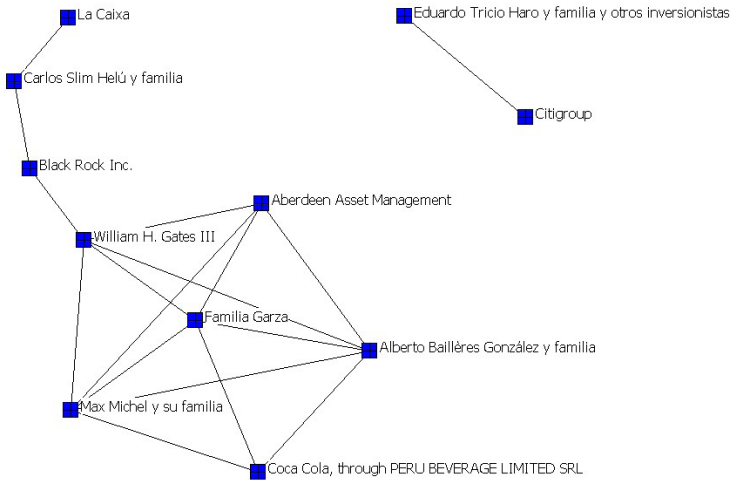 La Caixa
Eduardo Tricio Haro y familia y otros inversionistas
Carlos Slim Helú y familia
Citigroup
Black Rock Inc.
Aberdeen Asset Management
William H. Gates III
Familia Garza
Alberto Baillères González y familia
Max Michel y su familia
Coca Cola, through PERU BEVERAGE LIMITED SRL